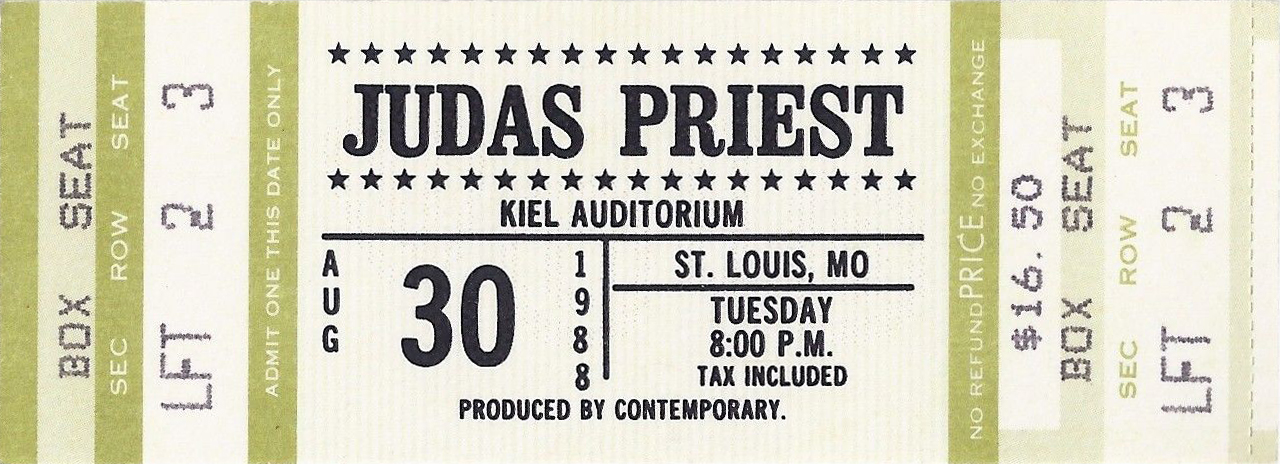 BOX SEAT
SEC ROW SEAT
LFT 2 3
ADMIT ONE THIS DATE ONLY
★★★★★★★★★★★★★★★★★★
JUDAS PRIEST
★★★★★★★★★★★★★★★★★★
KIEL AUDITORIUM
AUG 30 1988
ST. LOUIS, MO
TUESDAY
8:00 P.M.
TAX INCLUDED
PRODUCED BY CONTEMPORARY.
NO REFUND PRICE NO EXCHANGE
$16.50
BOX SEAT
SEC ROW SEAT
LFT 2 3